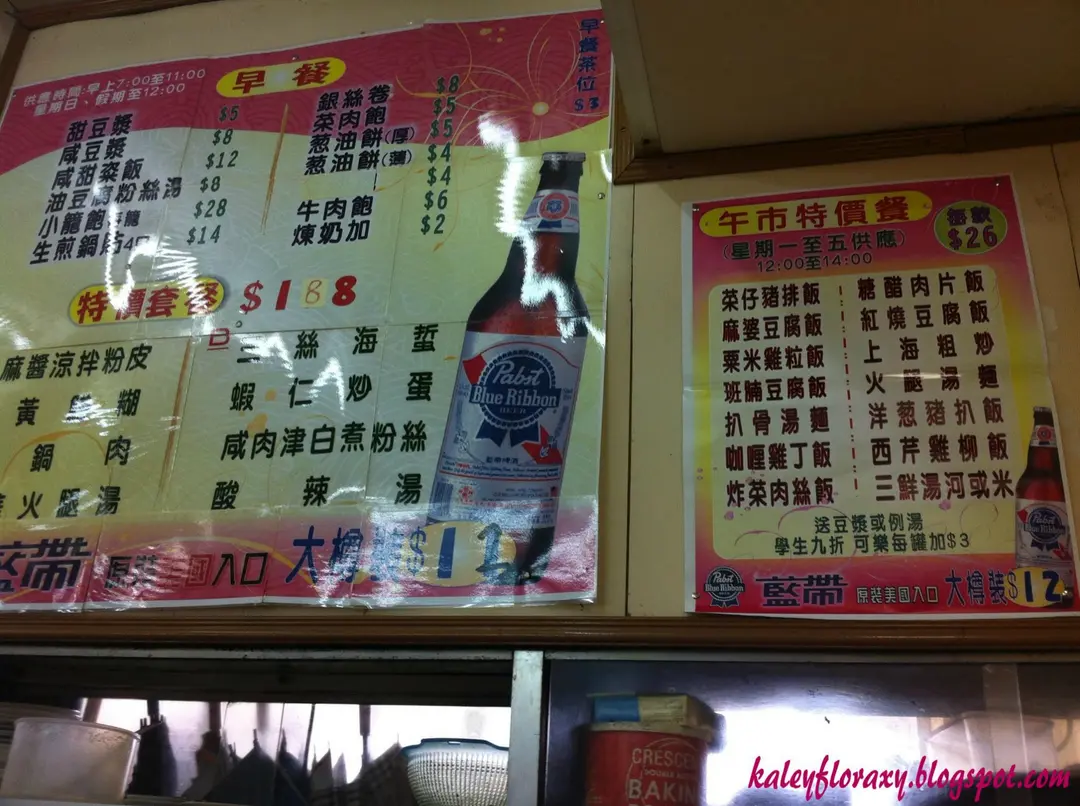 早餐
供應時間:早上7:00至11:00
星期日、假期至12:00
早餐茶位
$3
甜豆漿 $5
咸豆漿 $8
咸甜粢飯 $12
油豆腐粉絲湯 $8
小籠飽 $28
生煎鍋 $14
銀絲卷 $8
菜肉飽 $5
葱油餅(厚) $5
葱油餅(薄) $4
$4
牛肉飽 $6
煉奶加 $2
特價套餐 $188
麻醬涼拌粉皮
黃 糊
鍋肉
火腿湯
B
三絲海蜇
蝦仁炒蛋
咸肉津白煮粉絲
酸辣湯
Pabst
Blue Ribbon
BEER
藍帶 原裝美國入口 大樽裝$12
午市特價餐
每款
$26
(星期一至五供應)
12:00至14:00
菜仔豬排飯
麻婆豆腐飯
粟米雞粒飯
班腩豆腐飯
扒骨湯麵
咖喱雞丁飯
炸菜肉絲飯
糖醋肉片飯
紅燒豆腐飯
上海粗炒
火腿湯麵
洋葱豬扒飯
西芹雞柳飯
三鮮湯河或米
送豆漿或例湯
學生九折 可樂每罐加$3
Pabst
Blue Ribbon
藍帶 原裝美國入口 大樽裝$12
CRESCE
DOUBLE
BAKIN
kaleyfloraxy.blogspot.com